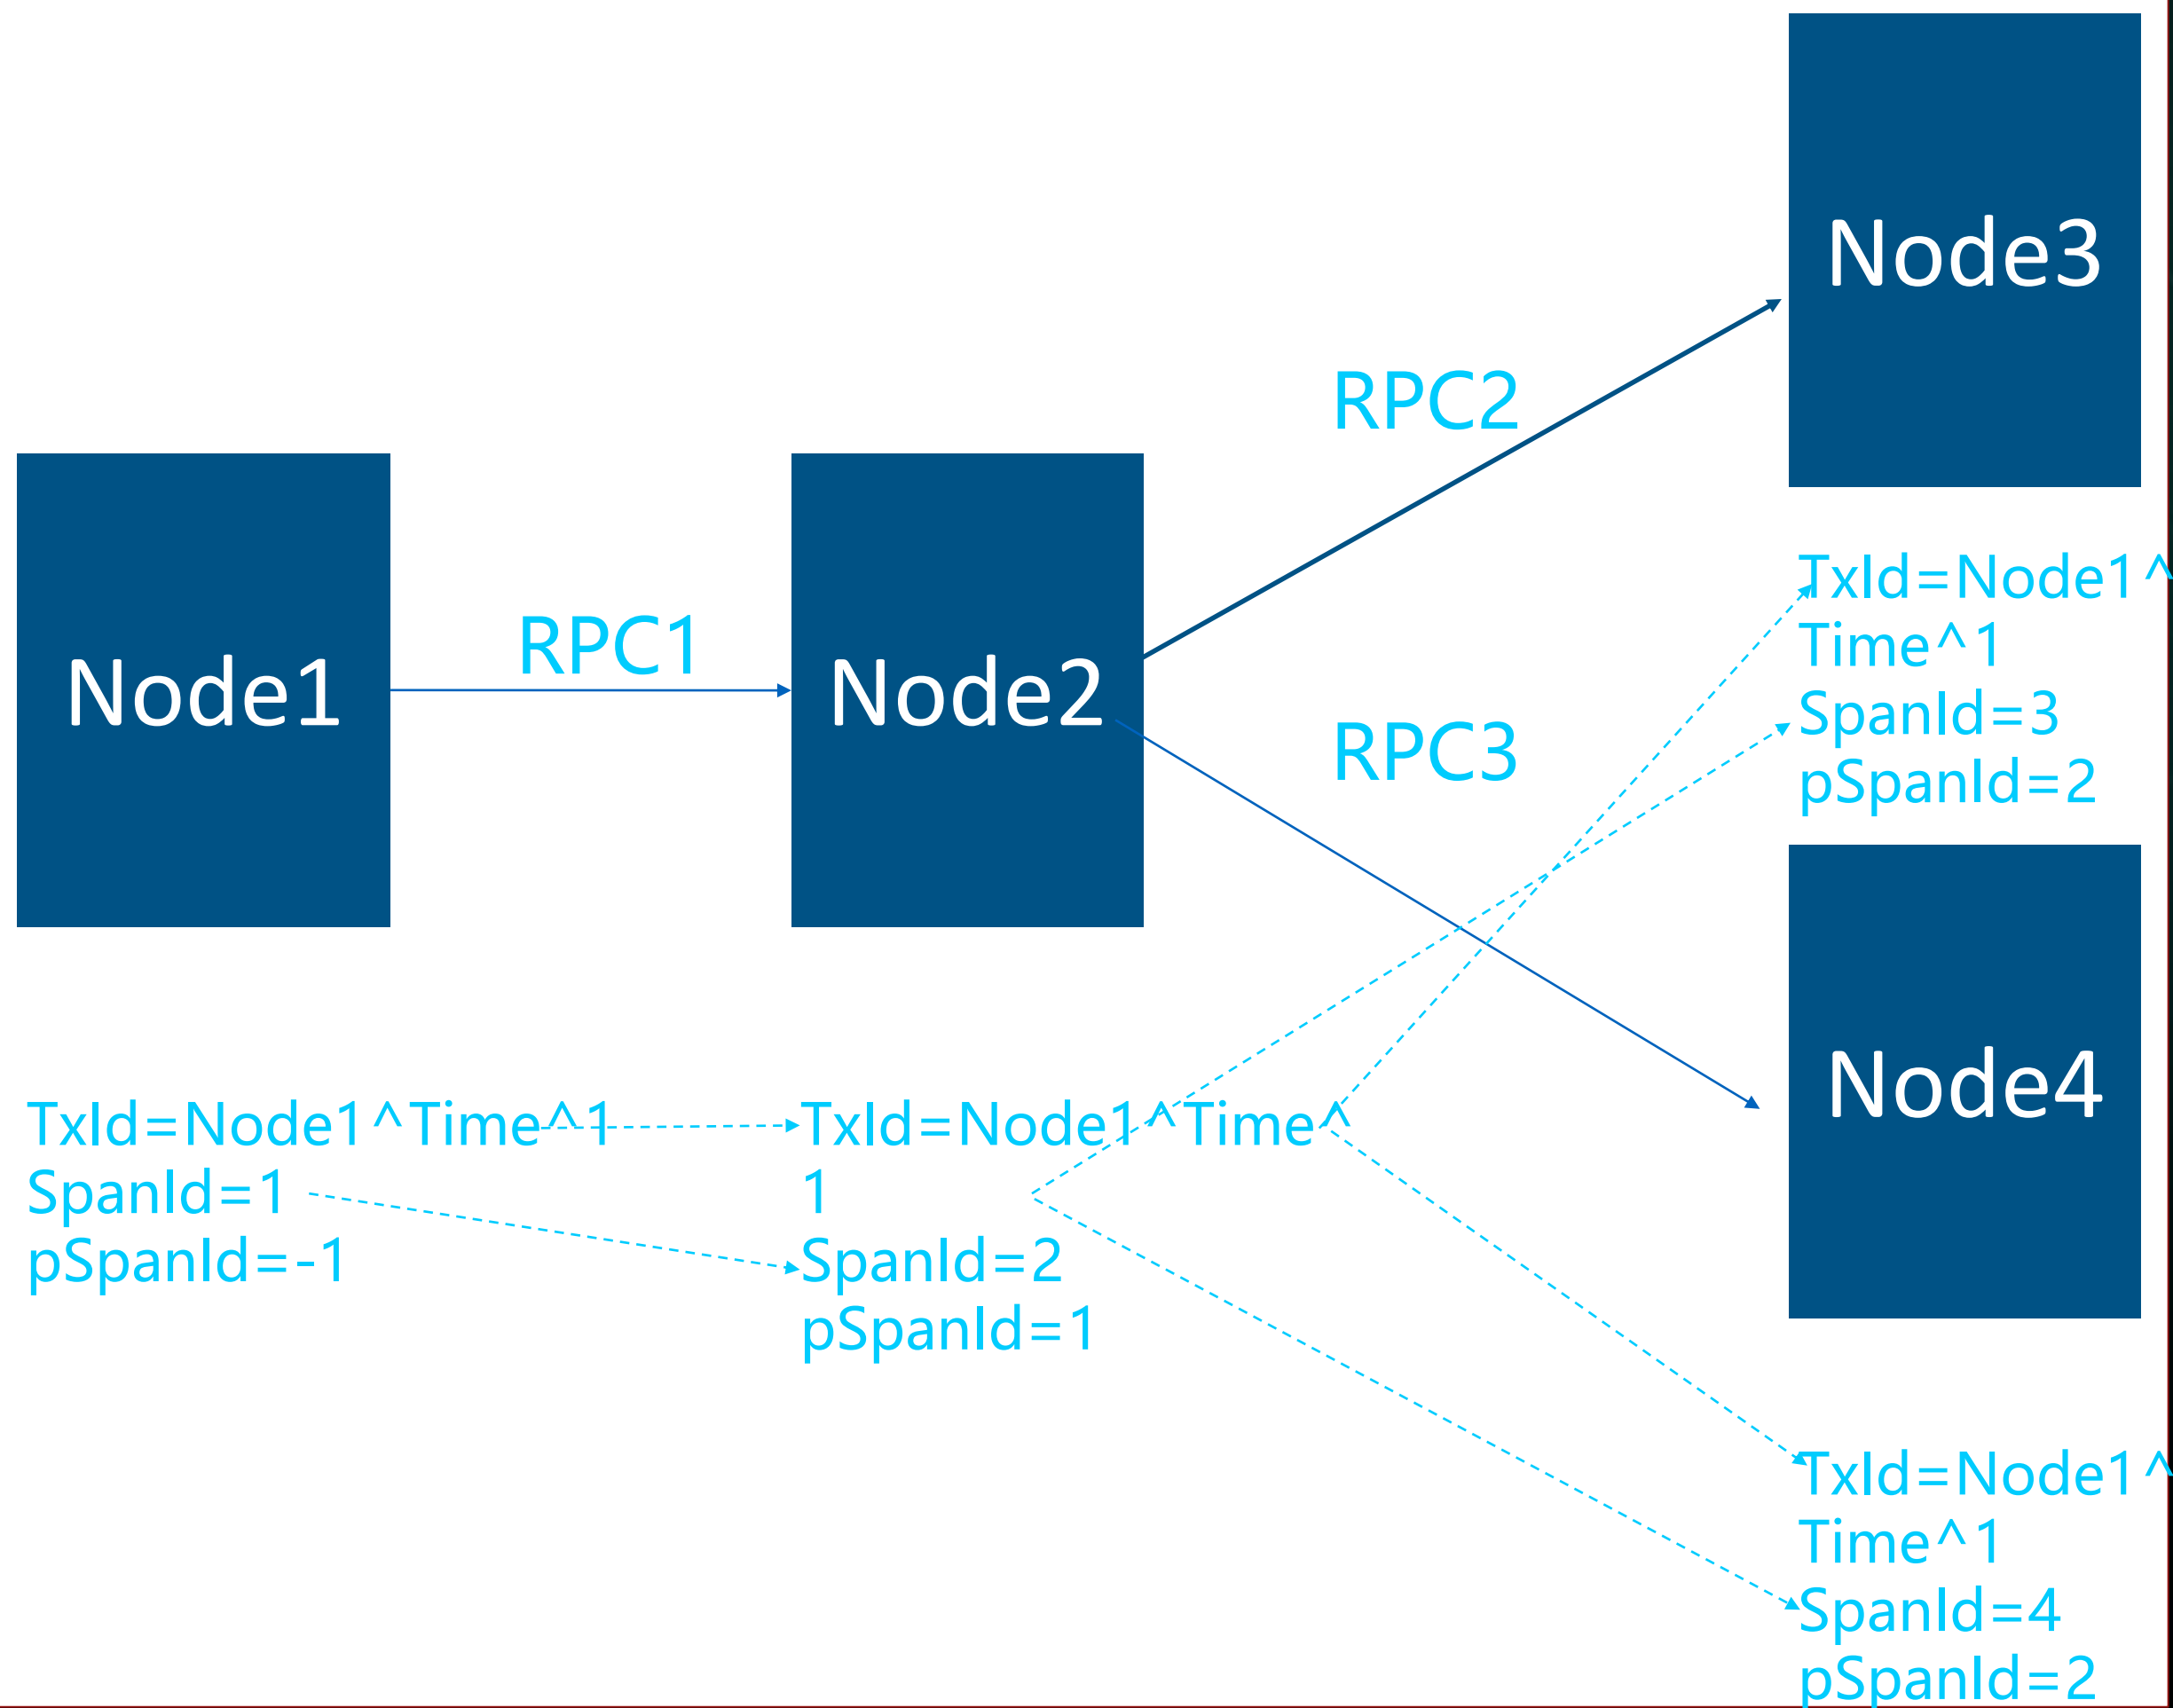 Node3
RPC2
Node1
RPC1
Node2
RPC3
TxId=Node1^
Time^1
SpanId=3
pSpanId=2
Node4
TxId=Node1^Time^1
SpanId=1
pSpanId=-1
TxId=Node1^Time^
1
SpanId=2
pSpanId=1
TxId=Node1^
Time^1
SpanId=4
pSpanId=2